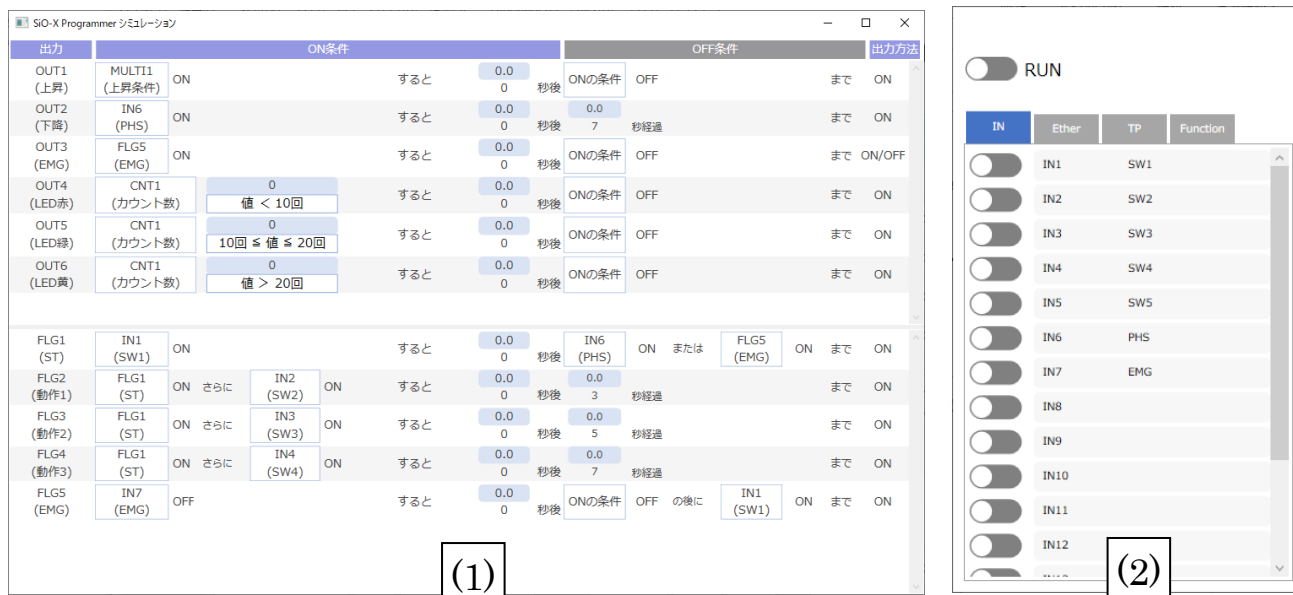 SiO-X Programmer シミュレーション
出力 ON条件 OFF条件 出力方法
OUT1 MULTI1 ON すると 0.0 ONの条件 OFF まで ON
(上昇) (上昇条件) 0 秒後
OUT2 IN6 ON すると 0.0 0.0 まで ON
(下降) (PHS) 0 秒後 7 秒経過
OUT3 FLG5 ON すると 0.0 ONの条件 OFF まで ON/OFF
(EMG) (EMG) 0 秒後
OUT4 CNT1 0 すると 0.0 ONの条件 OFF まで ON
(LED赤) (カウント数) 値 < 10回 0 秒後
OUT5 CNT1 0 すると 0.0 ONの条件 OFF まで ON
(LED緑) (カウント数) 10回 ≦ 値 ≦ 20回 0 秒後
OUT6 CNT1 0 すると 0.0 ONの条件 OFF まで ON
(LED黄) (カウント数) 値 > 20回 0 秒後
FLG1 IN1 ON すると 0.0 IN6 ON または FLG5 ON まで ON
(ST) (SW1) 0 秒後 (PHS) (EMG)
FLG2 FLG1 ON さらに IN2 ON すると 0.0 0.0 まで ON
(動作1) (ST) (SW2) 0 秒後 3 秒経過
FLG3 FLG1 ON さらに IN3 ON すると 0.0 0.0 まで ON
(動作2) (ST) (SW3) 0 秒後 5 秒経過
FLG4 FLG1 ON さらに IN4 ON すると 0.0 0.0 まで ON
(動作3) (ST) (SW4) 0 秒後 7 秒経過
FLG5 IN7 OFF すると 0.0 ONの条件 OFF の後に IN1 ON まで ON
(EMG) (EMG) 0 秒後 (SW1)
(1)
RUN
IN Ether TP Function
IN1 SW1
IN2 SW2
IN3 SW3
IN4 SW4
IN5 SW5
IN6 PHS
IN7 EMG
IN8
IN9
IN10
IN11
IN12
(2)